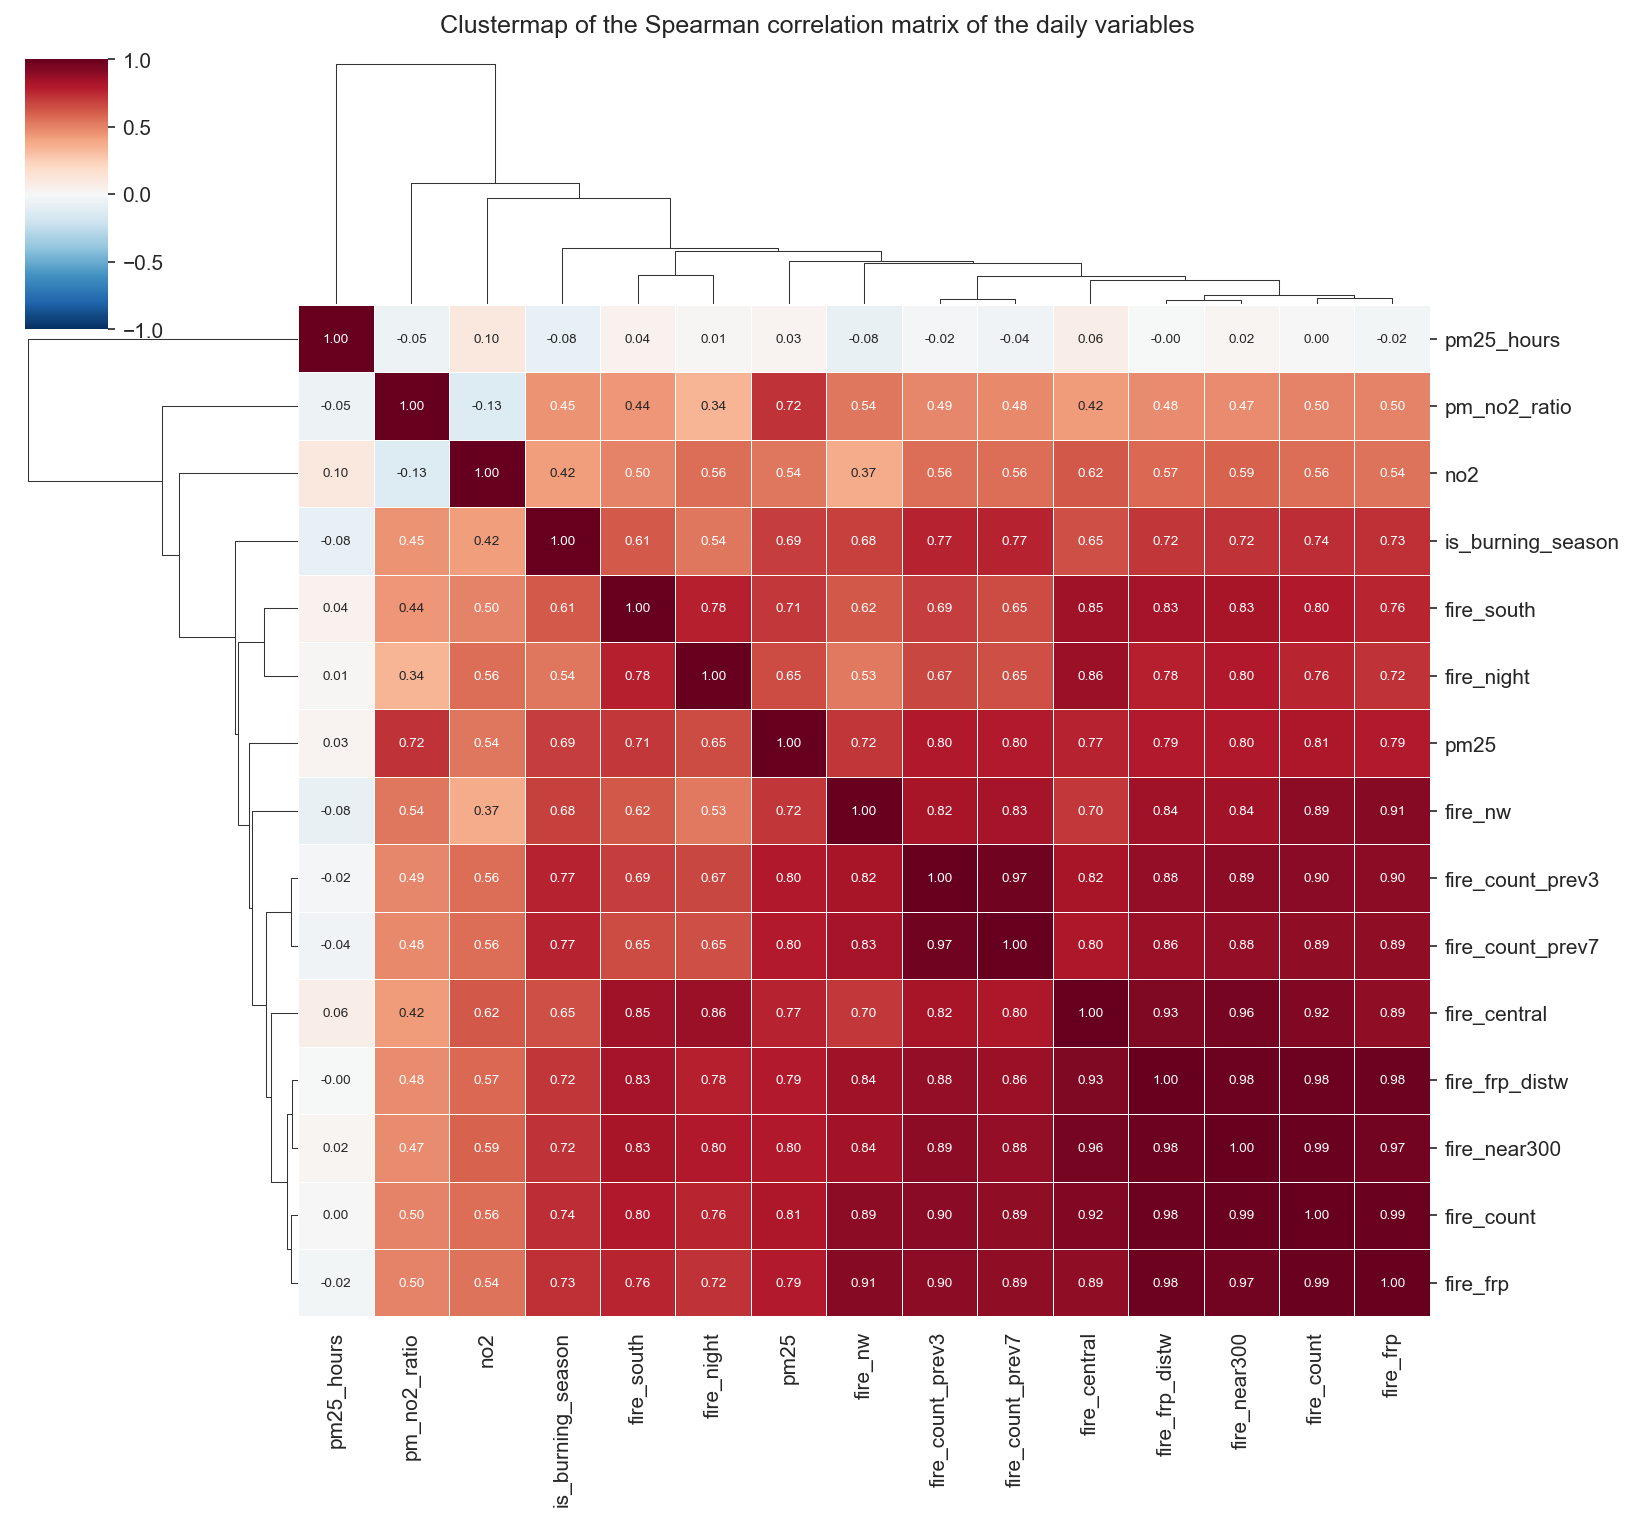 Clustermap of the Spearman correlation matrix of the daily variables
1.0
0.5
0.0
−0.5
−1.0
1.00 -0.05 0.10 -0.08 0.04 0.01 0.03 -0.08 -0.02 -0.04 0.06 -0.00 0.02 0.00 -0.02 pm25_hours
-0.05 1.00 -0.13 0.45 0.44 0.34 0.72 0.54 0.49 0.48 0.42 0.48 0.47 0.50 0.50 pm_no2_ratio
0.10 -0.13 1.00 0.42 0.50 0.56 0.54 0.37 0.56 0.56 0.62 0.57 0.59 0.56 0.54 no2
-0.08 0.45 0.42 1.00 0.61 0.54 0.69 0.68 0.77 0.77 0.65 0.72 0.72 0.74 0.73 is_burning_season
0.04 0.44 0.50 0.61 1.00 0.78 0.71 0.62 0.69 0.65 0.85 0.83 0.83 0.80 0.76 fire_south
0.01 0.34 0.56 0.54 0.78 1.00 0.65 0.53 0.67 0.65 0.86 0.78 0.80 0.76 0.72 fire_night
0.03 0.72 0.54 0.69 0.71 0.65 1.00 0.72 0.80 0.80 0.77 0.79 0.80 0.81 0.79 pm25
-0.08 0.54 0.37 0.68 0.62 0.53 0.72 1.00 0.82 0.83 0.70 0.84 0.84 0.89 0.91 fire_nw
-0.02 0.49 0.56 0.77 0.69 0.67 0.80 0.82 1.00 0.97 0.82 0.88 0.89 0.90 0.90 fire_count_prev3
-0.04 0.48 0.56 0.77 0.65 0.65 0.80 0.83 0.97 1.00 0.80 0.86 0.88 0.89 0.89 fire_count_prev7
0.06 0.42 0.62 0.65 0.85 0.86 0.77 0.70 0.82 0.80 1.00 0.93 0.96 0.92 0.89 fire_central
-0.00 0.48 0.57 0.72 0.83 0.78 0.79 0.84 0.88 0.86 0.93 1.00 0.98 0.98 0.98 fire_frp_distw
0.02 0.47 0.59 0.72 0.83 0.80 0.80 0.84 0.89 0.88 0.96 0.98 1.00 0.99 0.97 fire_near300
0.00 0.50 0.56 0.74 0.80 0.76 0.81 0.89 0.90 0.89 0.92 0.98 0.99 1.00 0.99 fire_count
-0.02 0.50 0.54 0.73 0.76 0.72 0.79 0.91 0.90 0.89 0.89 0.98 0.97 0.99 1.00 fire_frp
pm25_hours
pm_no2_ratio
no2
is_burning_season
fire_south
fire_night
pm25
fire_nw
fire_count_prev3
fire_count_prev7
fire_central
fire_frp_distw
fire_near300
fire_count
fire_frp